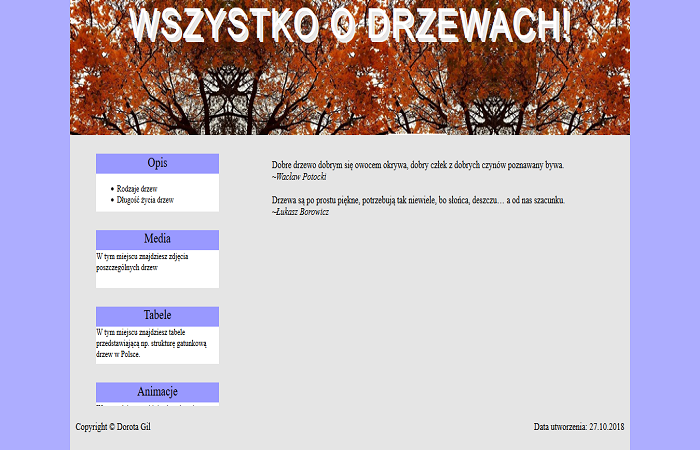 WSZYSTKO O DRZEWACH!
Opis
Rodzaje drzew
Długość życia drzew
Media
W tym miejscu znajdziesz zdjęcia
poszczególnych drzew
Tabele
W tym miejscu znajdziesz tabele
przedstawiającą np. strukturę gatunkową
drzew w Polsce.
Animacje
Dobre drzewo dobrym się owocem okrywa, dobry człek z dobrych czynów poznawany bywa.
~Wacław Potocki
Drzewa są po prostu piękne, potrzebują tak niewiele, bo słońca, deszczu… a od nas szacunku.
~Łukasz Borowicz
Copyright © Dorota Gil
Data utworzenia: 27.10.2018